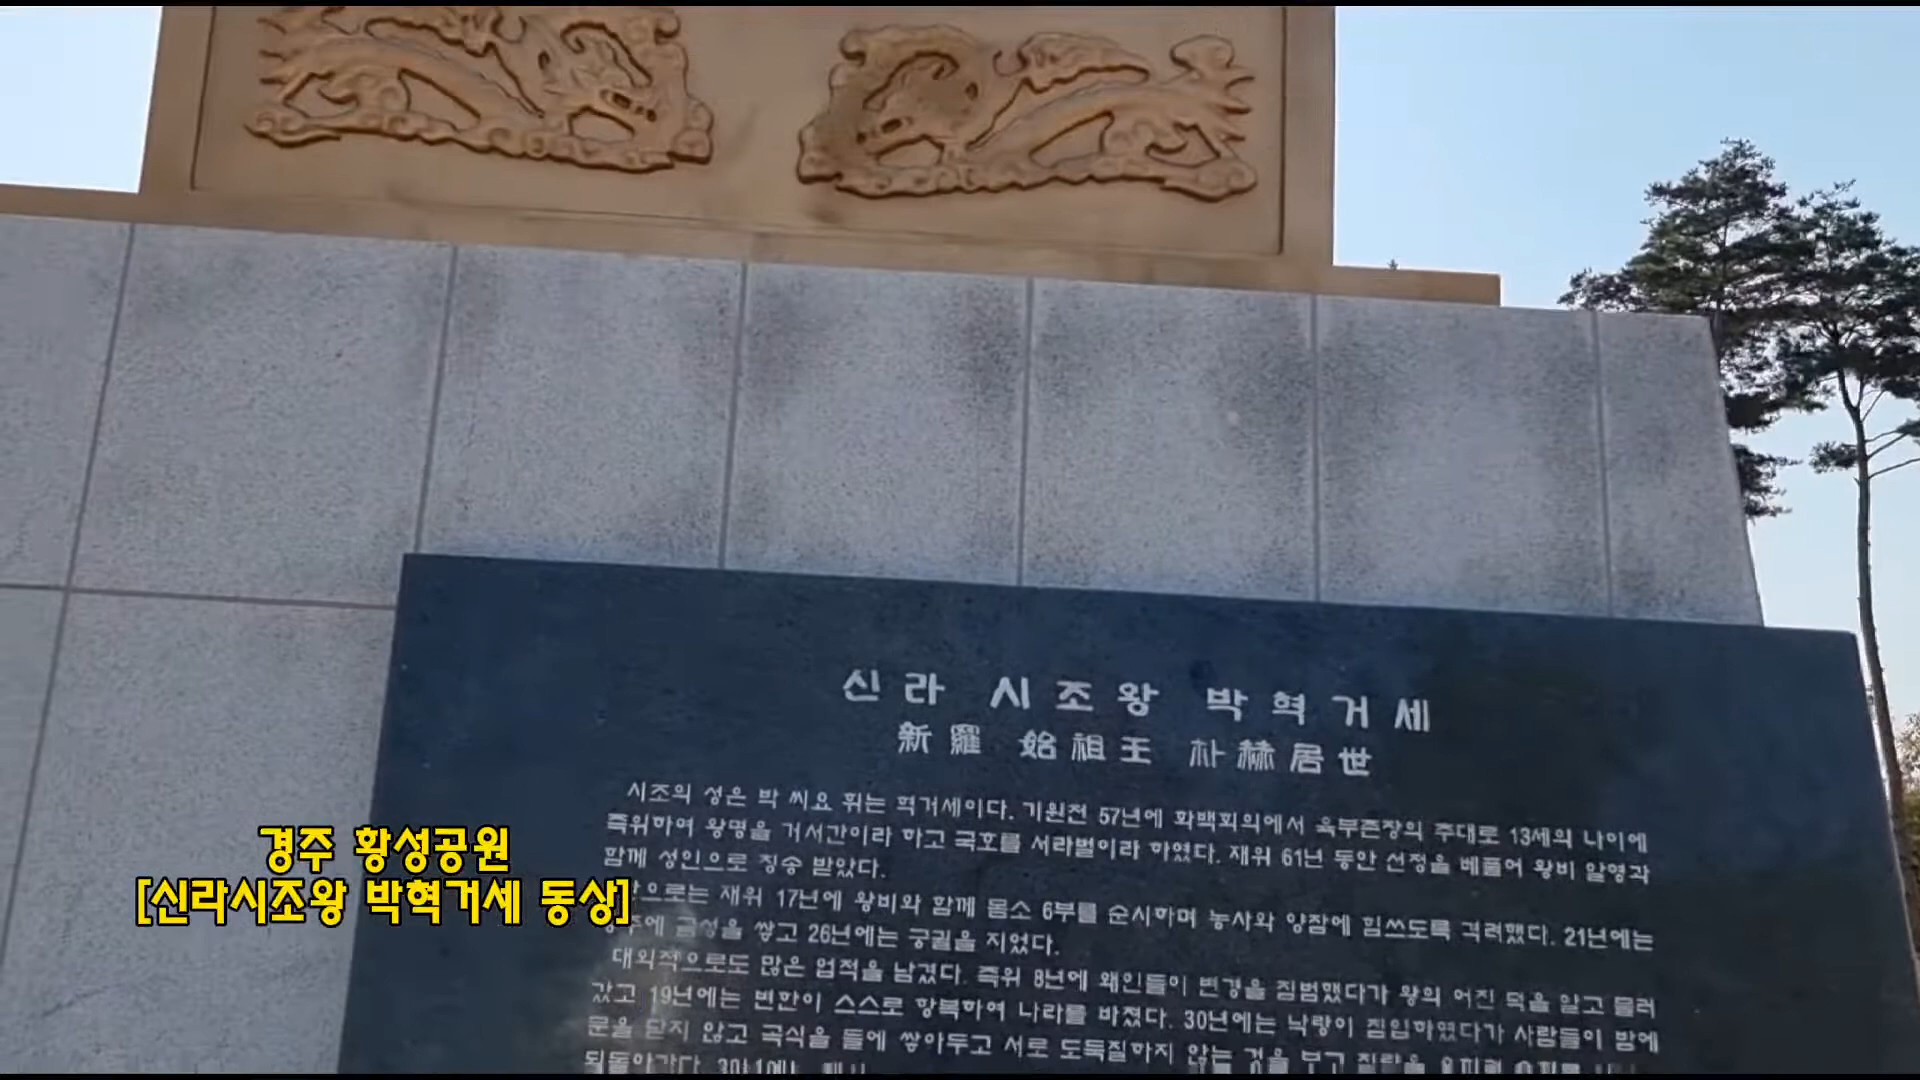 신라 시조왕 박혁거세
新羅 始祖王 朴赫居世
시조의 성은 박 씨요 휘는 혁거세이다. 기원전 57년에 화백회의에서 육부촌장의 추대로 13세의 나이에
즉위하여 왕명을 거서간이라 하고 국호를 서라벌이라 하였다. 재위 61년 동안 선정을 베풀어 왕비 알영과
함께 성인으로 칭송 받았다.
으로는 재위 17년에 왕비와 함께 몸소 6부를 순시하며 농사와 양잠에 힘쓰도록 격려했다. 21년에는
금성을 쌓고 26년에는 궁궐을 지었다.
대외적으로도 많은 업적을 남겼다. 즉위 8년에 왜인들이 변경을 침범했다가 왕의 어진 덕을 알고 물러
갔고 19년에는 변한이 스스로 항복하여 나라를 바쳤다. 30년에는 낙랑이 침입하였다가 사람들이 밤에
문을 닫지 않고 곡식을 들에 쌓아두고 서로 도둑질하지 않는 것을 보고
되돌아갔다.
경주 황성공원
[신라시조왕 박혁거세 동상]